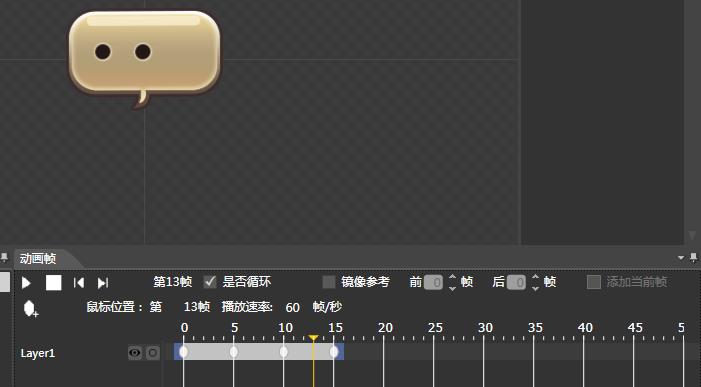 动画帧
第13帧 是否循环 镜像参考 前 0 帧 后 0 帧 添加当前帧
鼠标位置： 第 13帧 播放速率: 60 帧/秒
0 5 10 15 20 25 30 35 40 45 5
Layer1